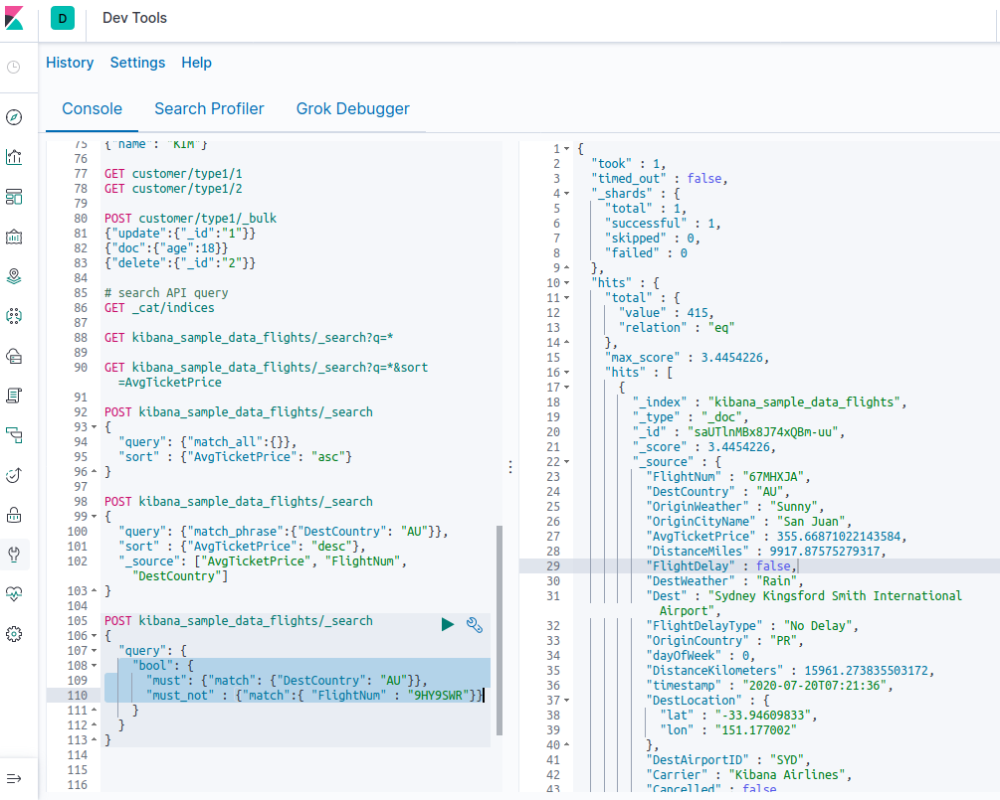 D
Dev Tools
History Settings Help
Console Search Profiler Grok Debugger
75 {"name": "KIM"}
76
77 GET customer/type1/1
78 GET customer/type1/2
79
80 POST customer/type1/_bulk
81 {"update":{"_id":"1"}}
82 {"doc":{"age":18}}
83 {"delete":{"_id":"2"}}
84
85 # search API query
86 GET _cat/indices
87
88 GET kibana_sample_data_flights/_search?q=*
89
90 GET kibana_sample_data_flights/_search?q=*&sort
=AvgTicketPrice
91
92 POST kibana_sample_data_flights/_search
93 {
94 "query": {"match_all":{}},
95 "sort" : {"AvgTicketPrice": "asc"}
96 }
97
98 POST kibana_sample_data_flights/_search
99 {
100 "query": {"match_phrase":{"DestCountry": "AU"}},
101 "sort" : {"AvgTicketPrice": "desc"},
102 "_source": ["AvgTicketPrice", "FlightNum",
"DestCountry"]
103 }
104
105 POST kibana_sample_data_flights/_search
106 {
107 "query": {
108 "bool": {
109 "must": {"match": {"DestCountry": "AU"}},
110 "must_not" : {"match":{ "FlightNum" : "9HY9SWR"}}
111 }
112 }
113 }
114
115
116
1 {
2 "took" : 1,
3 "timed_out" : false,
4 "_shards" : {
5 "total" : 1,
6 "successful" : 1,
7 "skipped" : 0,
8 "failed" : 0
9 },
10 "hits" : {
11 "total" : {
12 "value" : 415,
13 "relation" : "eq"
14 },
15 "max_score" : 3.4454226,
16 "hits" : [
17 {
18 "_index" : "kibana_sample_data_flights",
19 "_type" : "_doc",
20 "_id" : "saUTlnMBx8J74xQBm-uu",
21 "_score" : 3.4454226,
22 "_source" : {
23 "FlightNum" : "67MHXJA",
24 "DestCountry" : "AU",
25 "OriginWeather" : "Sunny",
26 "OriginCityName" : "San Juan",
27 "AvgTicketPrice" : 355.66871022143584,
28 "DistanceMiles" : 9917.87575279317,
29 "FlightDelay" : false,
30 "DestWeather" : "Rain",
31 "Dest" : "Sydney Kingsford Smith International
Airport",
32 "FlightDelayType" : "No Delay",
33 "OriginCountry" : "PR",
34 "dayOfWeek" : 0,
35 "DistanceKilometers" : 15961.273835503172,
36 "timestamp" : "2020-07-20T07:21:36",
37 "DestLocation" : {
38 "lat" : "-33.94609833",
39 "lon" : "151.177002"
40 },
41 "DestAirportID" : "SYD",
42 "Carrier" : "Kibana Airlines",
43 "Cancelled" : false